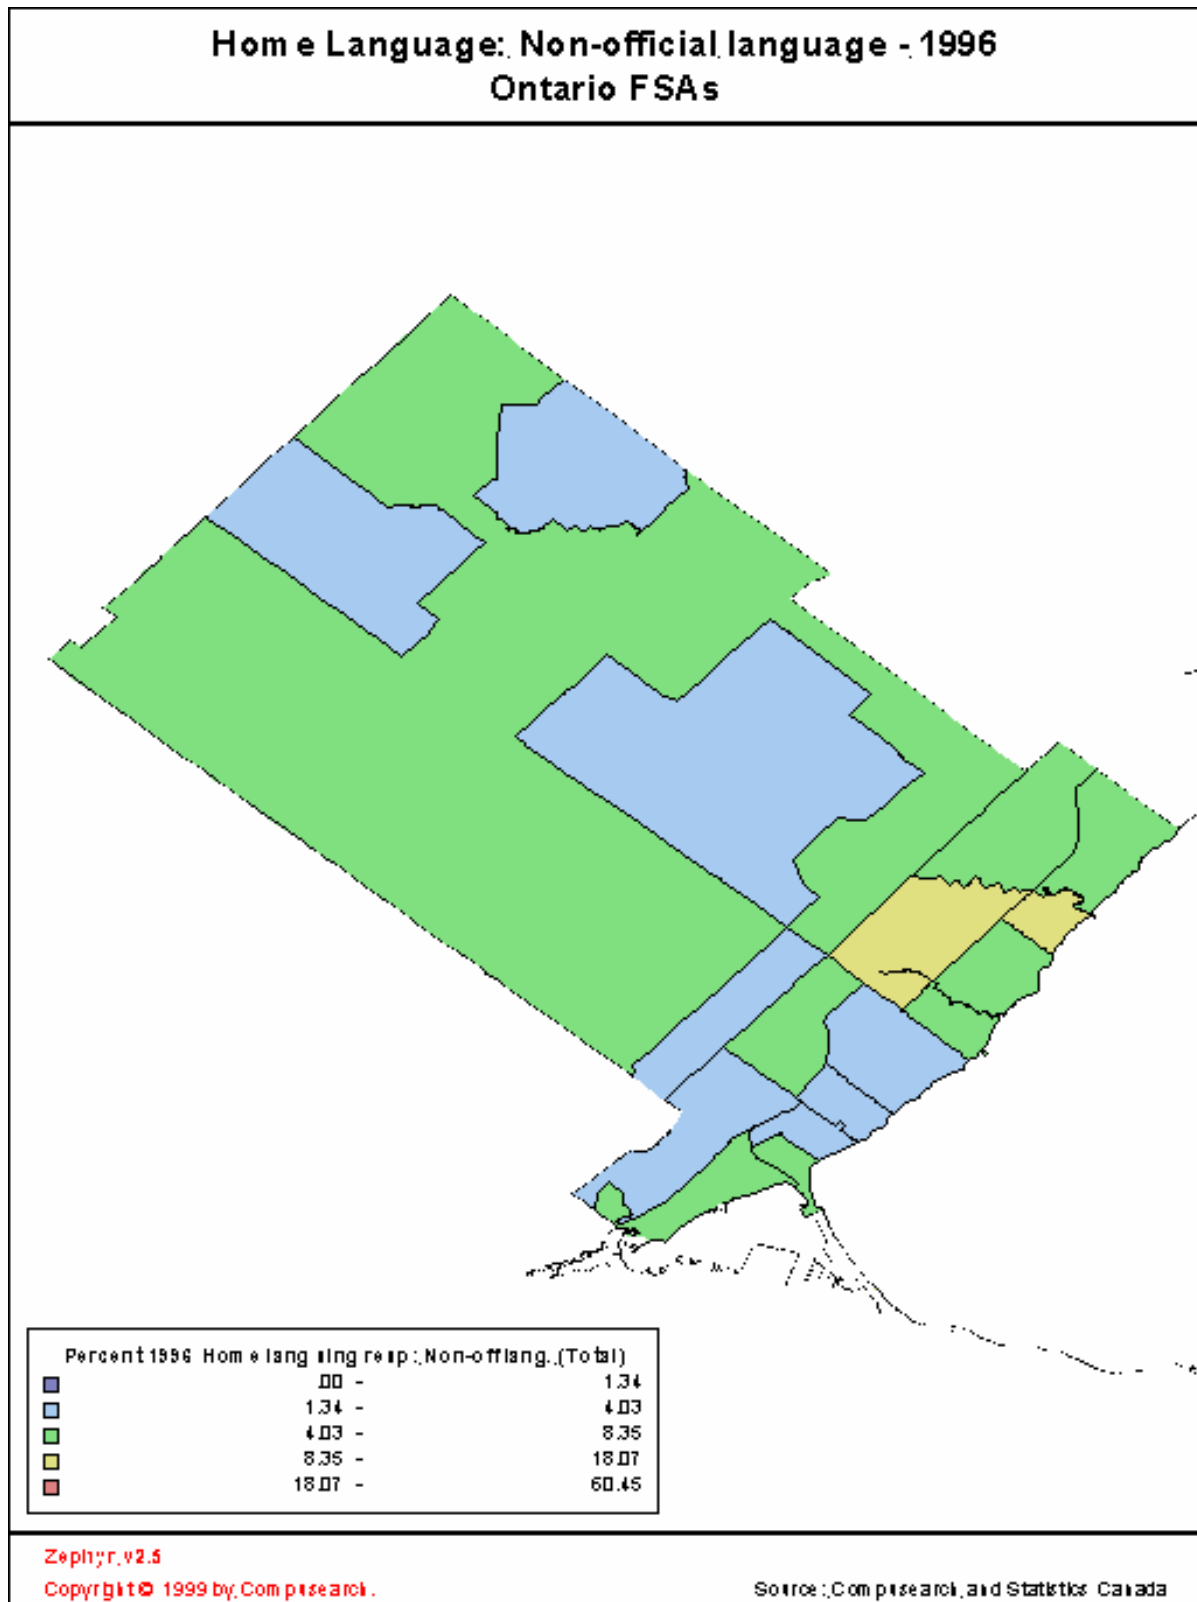 Home Language: Non-official language - 1996
Ontario FSAs
Percent 1996 Home lang sing resp: Non-off lang. (Total)
.00 - 1.34
1.34 - 4.03
4.03 - 8.35
8.35 - 18.07
18.07 - 60.45
Zephyr v2.5
Copyright © 1999 by Compusearch.
Source: Compusearch and Statistics Canada